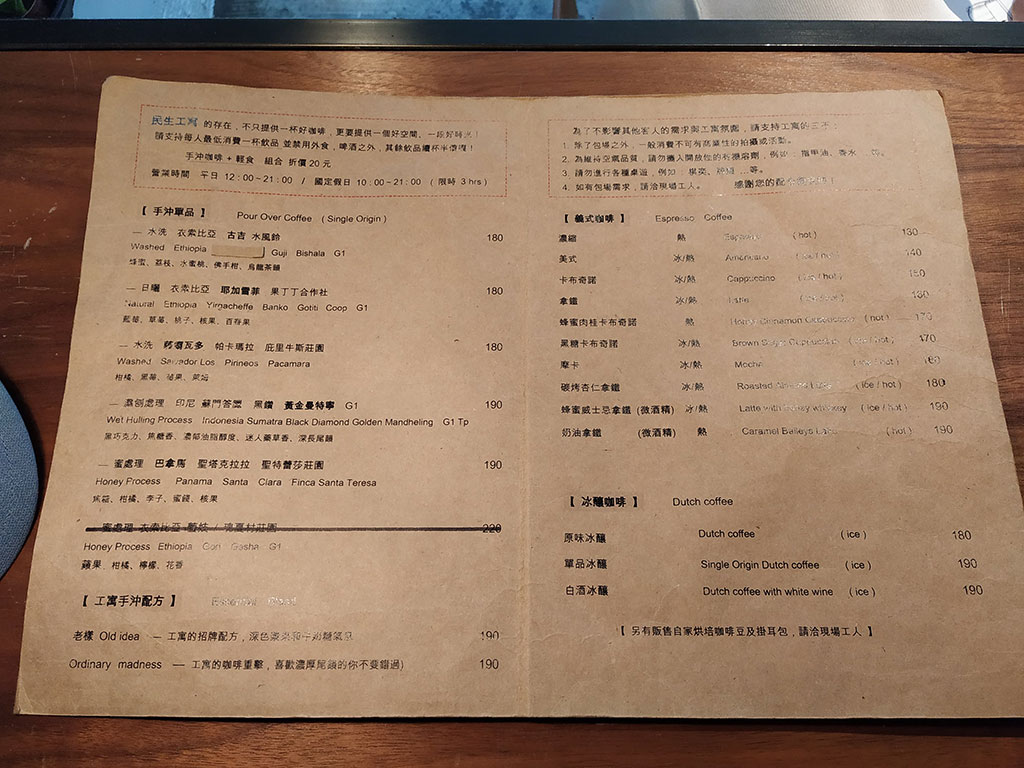 民生工寓 的存在，不只提供一杯好咖啡，更要提供一個好空間、一段好時光！
請支持每人最低消費一杯飲品 並禁用外食，啤酒之外，其餘飲品續杯半價喔！
手沖咖啡 + 輕食 組合 折價 20 元
營業時間 平日 12:00~21:00 / 國定假日 10:00~21:00 ( 限時 3 hrs )
【 手沖單品 】 Pour Over Coffee ( Single Origin )
— 水洗 衣索比亞 古吉 水風鈴 180
Washed Ethiopia Guji Bishala G1
蜂蜜、荔枝、水蜜桃、佛手柑、烏龍茶韻
— 日曬 衣索比亞 耶加雪菲 果丁丁合作社 180
Natural Ethiopia Yirnacheffe Banko Gotiti Coop G1
藍莓、草莓、桃子、核果、百香果
— 水洗 薩爾瓦多 帕卡瑪拉 庇里牛斯莊園 180
Washed Salvador Los Pirineos Pacamara
柑橘、黑莓、萊姆
— 濕刨處理 印尼 蘇門答臘 黑鑽 黃金曼特寧 G1 190
Wet Hulling Process Indonesia Sumatra Black Diamond Golden Mandheling G1 Tp
黑巧克力、焦糖香、濃郁油脂醇度、迷人藥草香、深長尾韻
— 蜜處理 巴拿馬 聖塔克拉拉 聖特蕾莎莊園 190
Honey Process Panama Santa Clara Finca Santa Teresa
柑橘、李子、蜜餞、核果
— 蜜處理 衣索比亞 藝妓 / 莊園 220
Honey Process Ethiopia Gori Gesha G1
蘋果、柑橘、檸檬、花香
【 工寓手沖配方 】
老樣 Old idea — 工寓的招牌配方，深色 190
Ordinary madness — 工寓的咖啡重擊，喜歡濃厚尾韻的你不要錯過) 190
為了不影響其他客人的需求與工寓氛圍，請支持工寓的
1. 除了包場之外，一般消費不可有商業性的拍攝或活動。
2. 為維持空氣品質，請勿攜入開放性的有機溶劑，例如：指甲油、香水 等。
3. 請勿進行各種桌遊，例如：撲克、 ...等。
4. 如有包場需求，請洽現場工人。 感謝您的配合
【 義式咖啡 】 Espresso Coffee
濃縮 熱 Espresso ( hot ) 130
美式 冰/熱 Americano ( ice / hot ) 140
卡布奇諾 冰/熱 Cappuccino ( ice / hot ) 150
拿鐵 冰/熱 Latte ( ice / hot )
蜂蜜肉桂卡布奇諾 熱 Honey Cinnamon Cappuccino ( hot ) 170
黑糖卡布奇諾 冰/熱 Brown Sugar Cappuccino ( ice / hot ) 170
摩卡 冰/熱 Mocha ( ice / hot ) 160
碳烤杏仁拿鐵 冰/熱 Roasted Almond Latte ( ice / hot ) 180
蜂蜜威士忌拿鐵 (微酒精) 冰/熱 Latte with honey whiskey ( ice / hot ) 190
奶油拿鐵 (微酒精) 熱 Caramel Baileys Latte ( hot ) 190
【 冰釀咖啡 】 Dutch coffee
原味冰釀 Dutch coffee ( ice ) 180
單品冰釀 Single Origin Dutch coffee ( ice ) 190
白酒冰釀 Dutch coffee with white wine ( ice ) 190
【 另有販售自家烘培咖啡豆及掛耳包，請洽現場工人 】